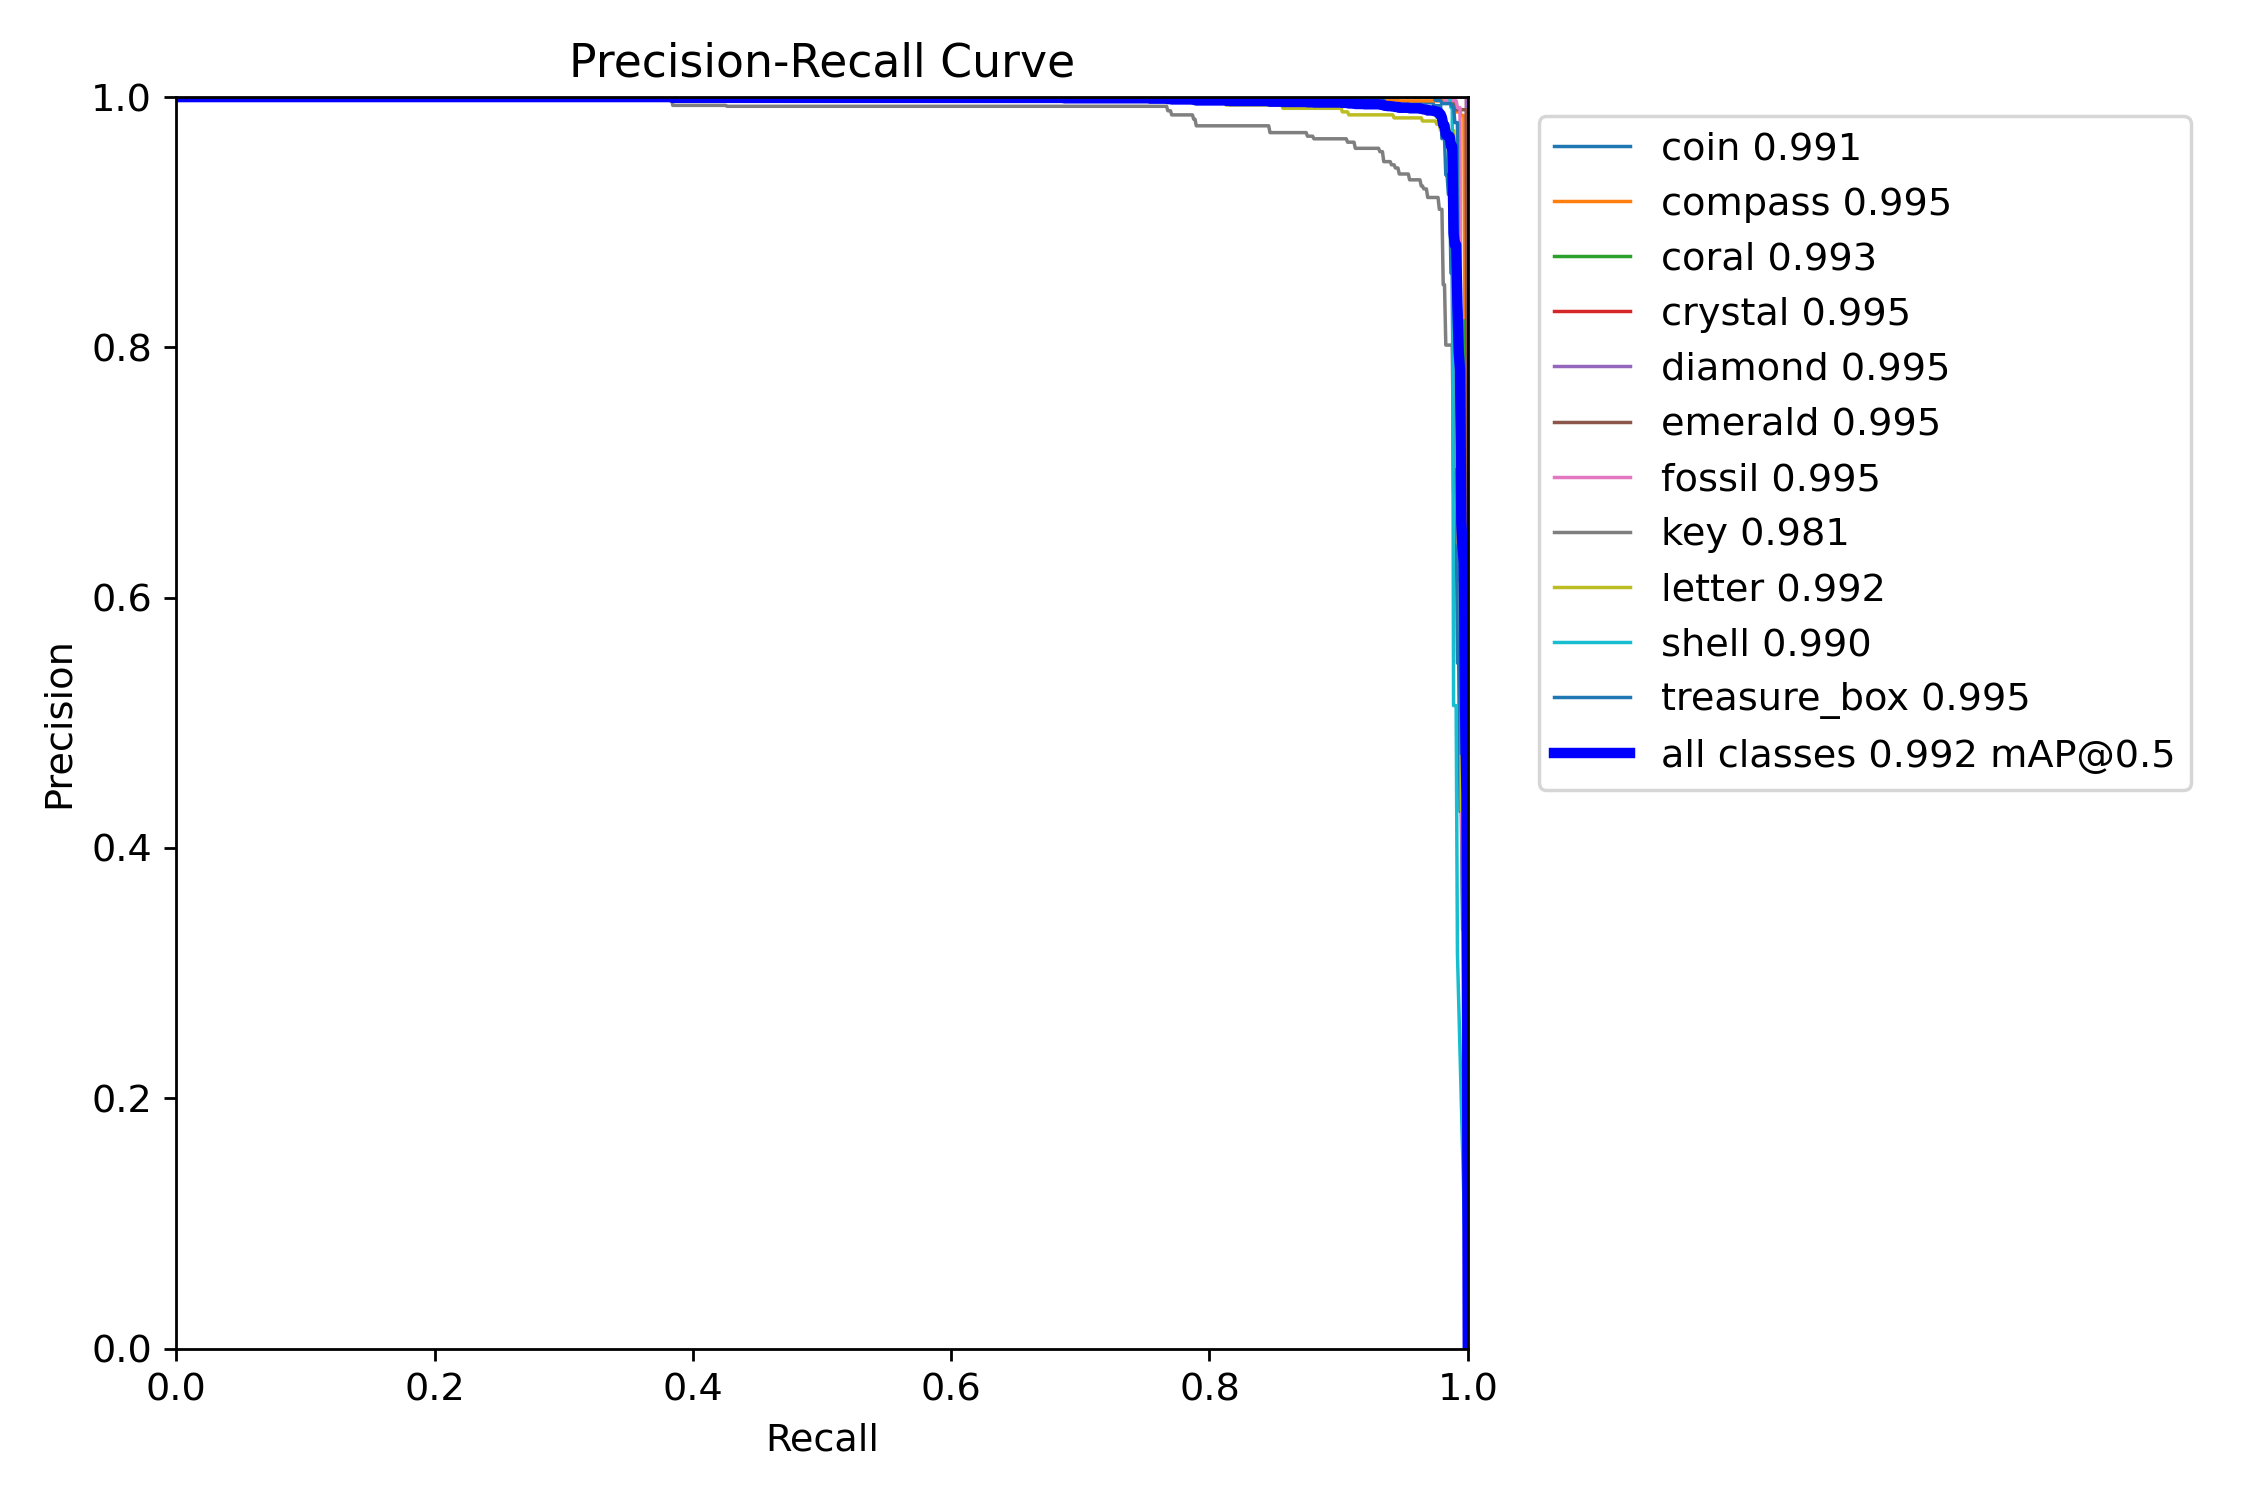 Precision-Recall Curve
1.0
0.8
0.6
0.4
0.2
0.0
Precision
0.0 0.2 0.4 0.6 0.8 1.0
Recall
coin 0.991
compass 0.995
coral 0.993
crystal 0.995
diamond 0.995
emerald 0.995
fossil 0.995
key 0.981
letter 0.992
shell 0.990
treasure_box 0.995
all classes 0.992 mAP@0.5